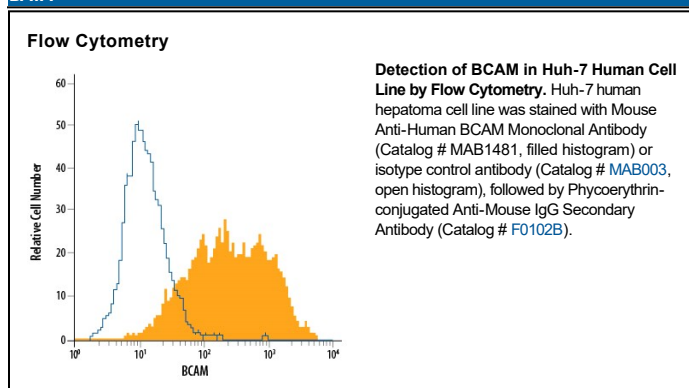 Flow Cytometry
Detection of BCAM in Huh-7 Human Cell
Line by Flow Cytometry. Huh-7 human
hepatoma cell line was stained with Mouse
Anti-Human BCAM Monoclonal Antibody
(Catalog # MAB1481, filled histogram) or
isotype control antibody (Catalog # MAB003,
open histogram), followed by Phycoerythrin-
conjugated Anti-Mouse IgG Secondary
Antibody (Catalog # F0102B).
Relative Cell Number
60
50
40
30
20
10
0
10⁰ 10¹ 10² 10³ 10⁴
BCAM